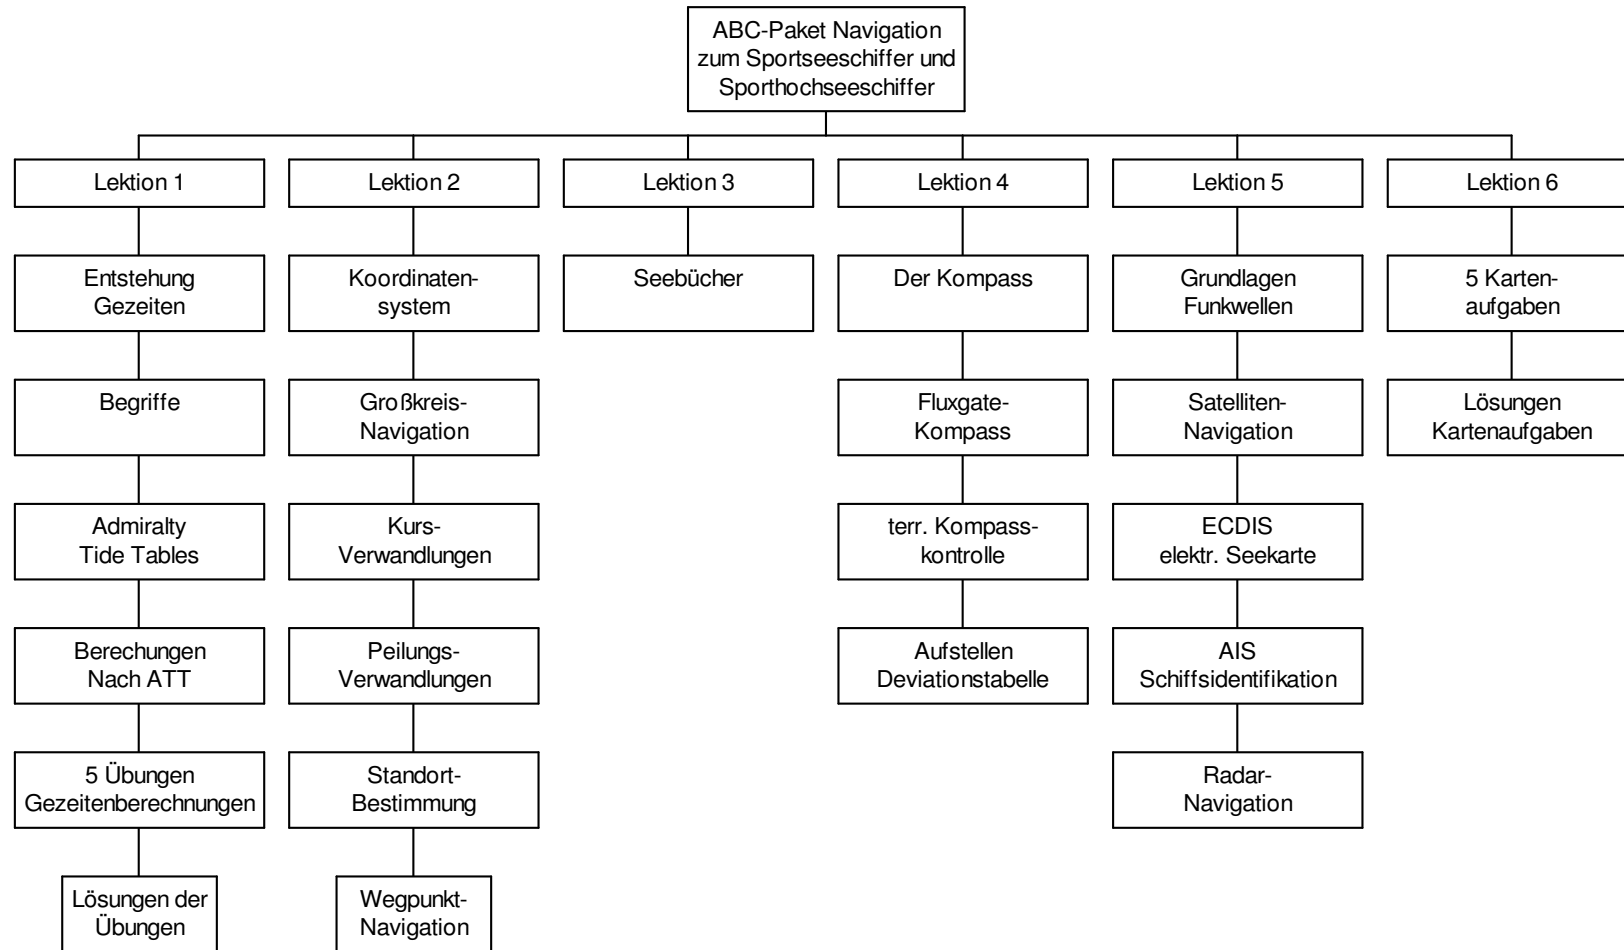 ABC-Paket Navigation
zum Sportseeschiffer und
Sporthochseeschiffer
Lektion 1
Entstehung
Gezeiten
Begriffe
Admiralty
Tide Tables
Berechungen
Nach ATT
5 Übungen
Gezeitenberechnungen
Lösungen der
Übungen
Lektion 2
Koordinaten-
system
Großkreis-
Navigation
Kurs-
Verwandlungen
Peilungs-
Verwandlungen
Standort-
Bestimmung
Wegpunkt-
Navigation
Lektion 3
Seebücher
Lektion 4
Der Kompass
Fluxgate-
Kompass
terr. Kompass-
kontrolle
Aufstellen
Deviationstabelle
Lektion 5
Grundlagen
Funkwellen
Satelliten-
Navigation
ECDIS
elektr. Seekarte
AIS
Schiffsidentifikation
Radar-
Navigation
Lektion 6
5 Karten-
aufgaben
Lösungen
Kartenaufgaben